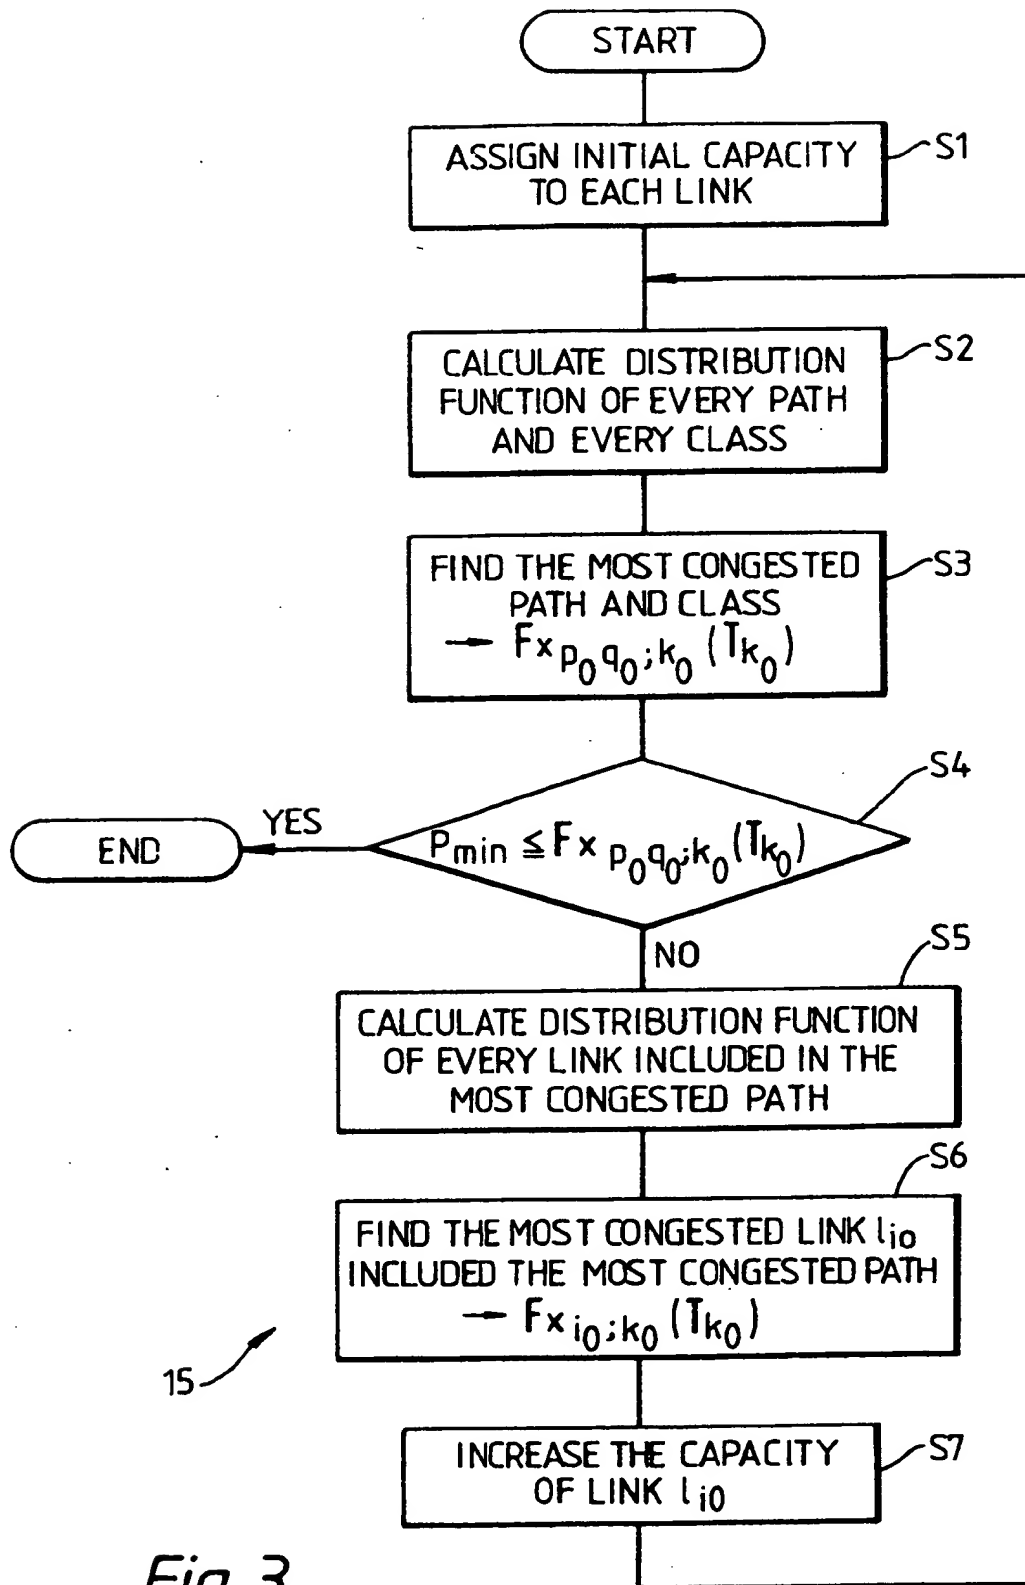 START
ASSIGN INITIAL CAPACITY
TO EACH LINK
S1
CALCULATE DISTRIBUTION
FUNCTION OF EVERY PATH
AND EVERY CLASS
S2
FIND THE MOST CONGESTED
PATH AND CLASS
→ Fx p₀q₀;k₀ (Tk₀)
S3
S4
YES
END
Pmin ≦ Fx p₀q₀;k₀ (Tk₀)
NO
S5
CALCULATE DISTRIBUTION FUNCTION
OF EVERY LINK INCLUDED IN THE
MOST CONGESTED PATH
S6
FIND THE MOST CONGESTED LINK lio
INCLUDED THE MOST CONGESTED PATH
→ Fx i₀;k₀ (Tk₀)
15
INCREASE THE CAPACITY
OF LINK li0
S7
Fig. 3